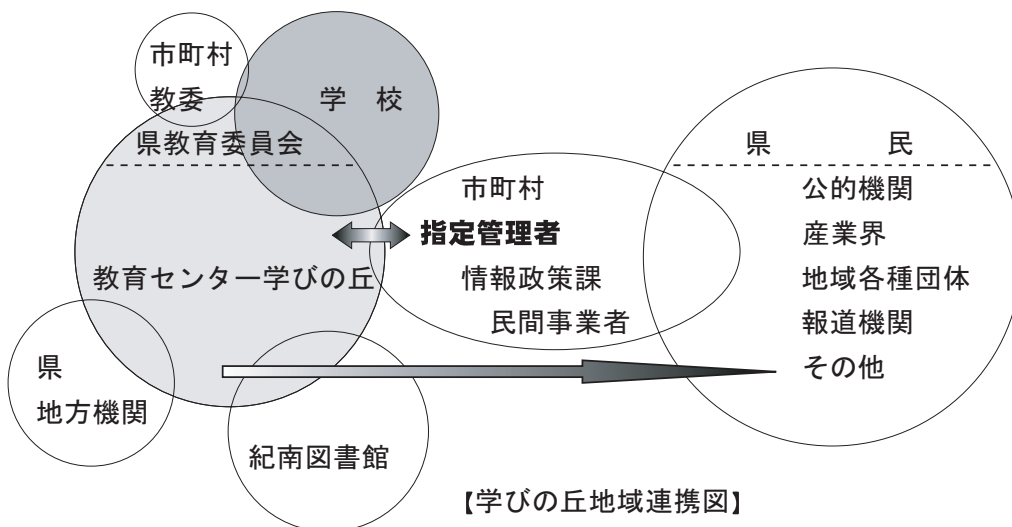 市町村
教委
学　校
県教育委員会
教育センター学びの丘
県
地方機関
紀南図書館
市町村
指定管理者
情報政策課
民間事業者
県　　　民
公的機関
産業界
地域各種団体
報道機関
その他
【学びの丘地域連携図】